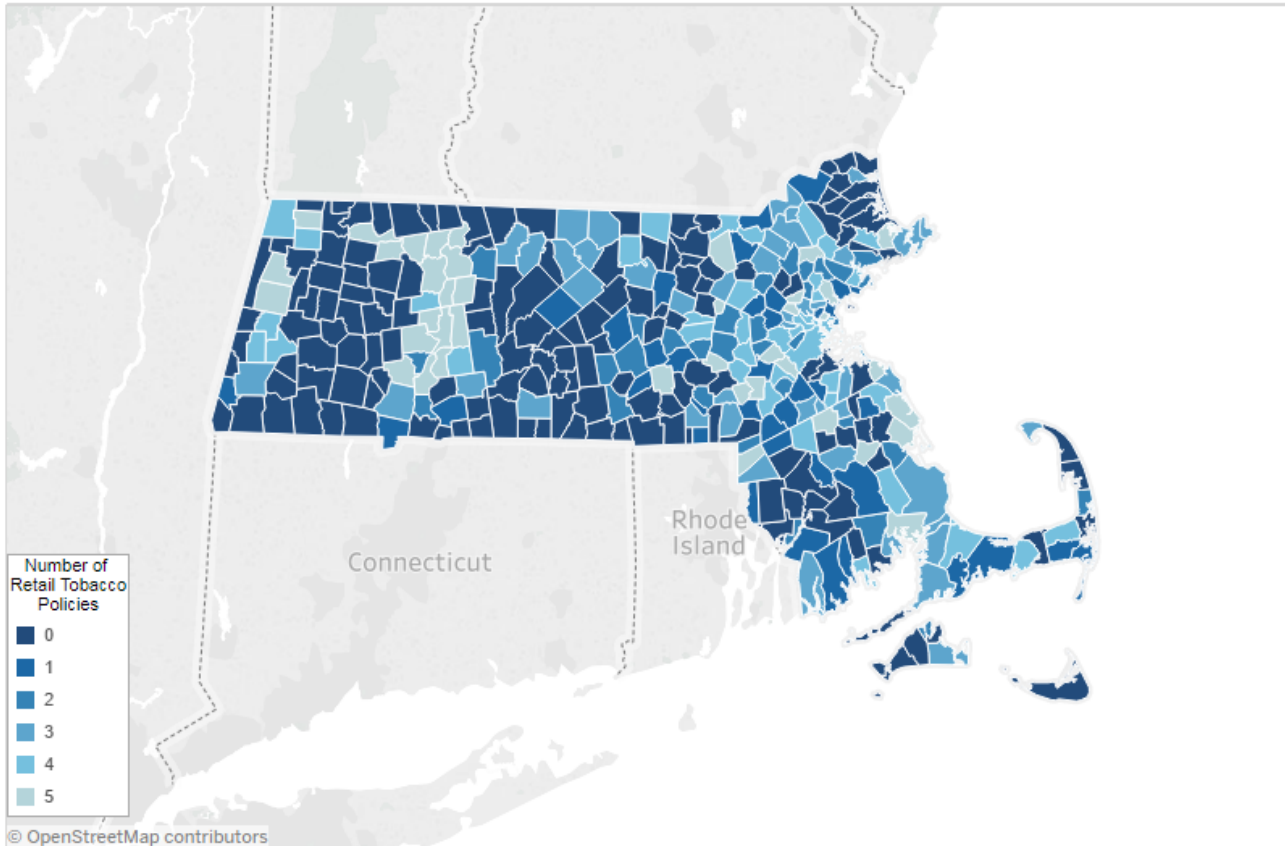 Rhode
Island
Connecticut
Number of
Retail Tobacco
Policies
0
1
2
3
4
5
© OpenStreetMap contributors